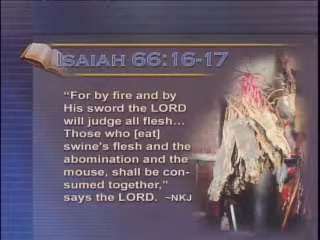 ISAIAH 66:16-17
“For by fire and by
His sword the LORD
will judge all flesh...
Those who [eat]
swine's flesh and the
abomination and the
mouse, shall be con-
sumed together,”
says the LORD. ~NKJ